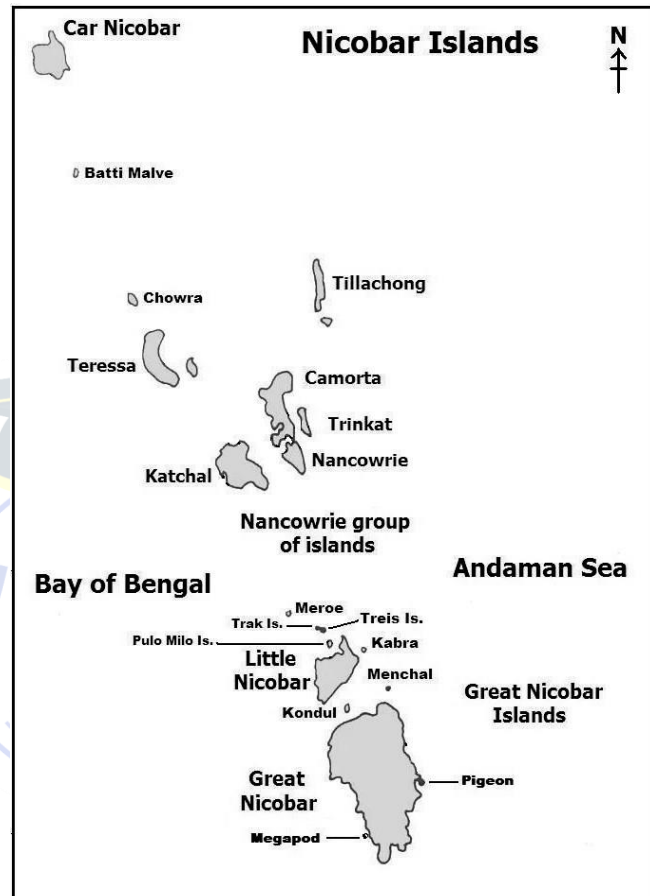 Car Nicobar
Nicobar Islands
N
Batti Malve
Tillachong
Chowra
Teressa
Camorta
Trinkat
Nancowrie
Katchal
Nancowrie group
of islands
Bay of Bengal
Andaman Sea
Meroe
Trak Is.
Treis Is.
Pulo Milo Is.
Kabra
Little
Nicobar
Menchal
Great Nicobar
Islands
Kondul
Great
Nicobar
Pigeon
Megapod